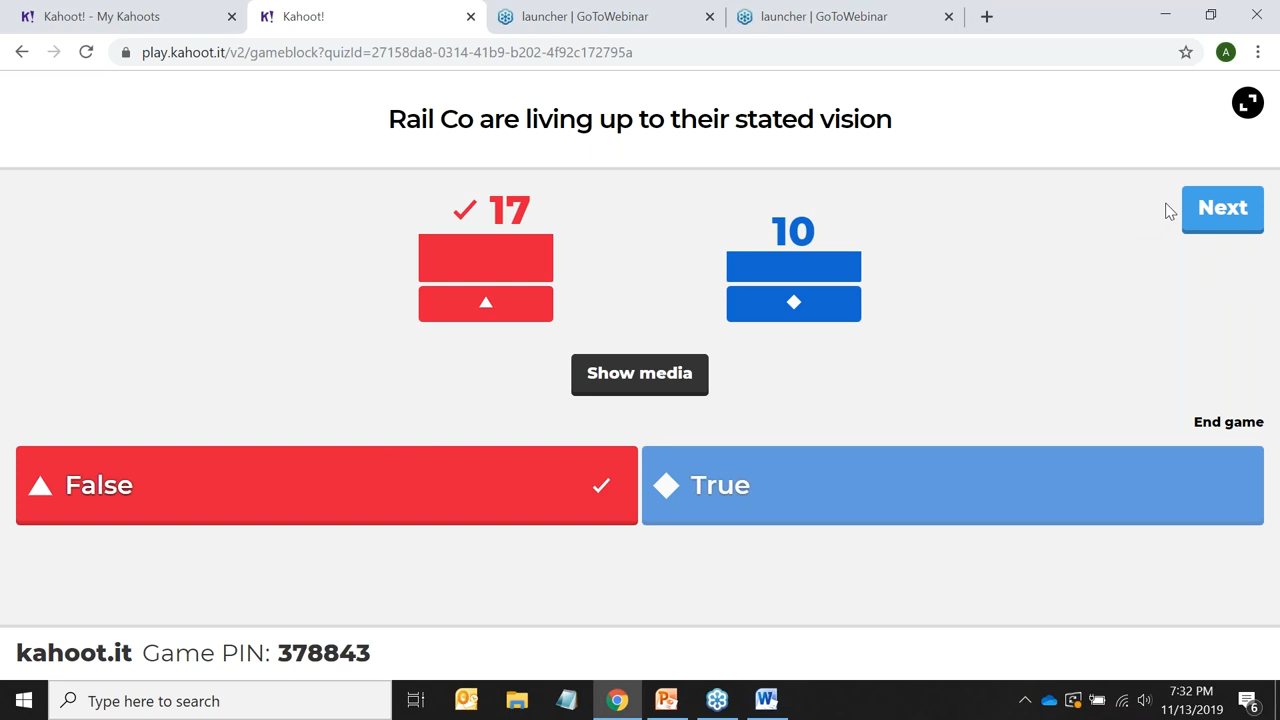 K! Kahoot! - My Kahoots
K! Kahoot!
launcher | GoToWebinar
launcher | GoToWebinar
play.kahoot.it/v2/gameblock?quizId=27158da8-0314-41b9-b202-4f92c172795a
A
Rail Co are living up to their stated vision
17
10
Next
Show media
End game
False
True
kahoot.it Game PIN: 378843
Type here to search
7:32 PM
11/13/2019
6